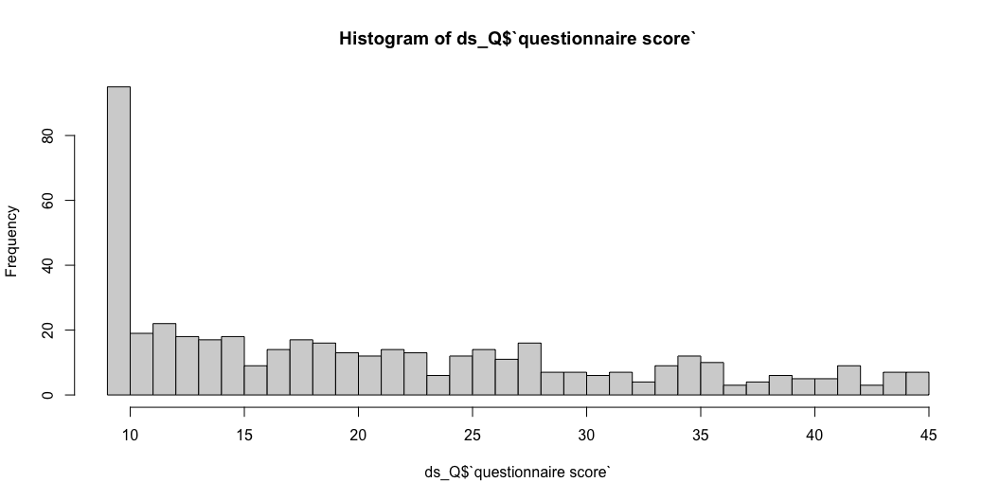 Histogram of ds_Q$`questionnaire score`
Frequency
80
60
40
20
0
10 15 20 25 30 35 40 45
ds_Q$`questionnaire score`